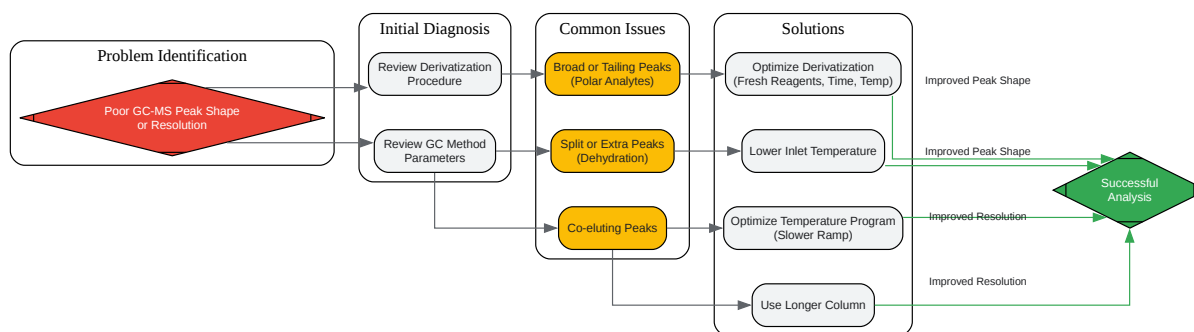 Problem Identification
Poor GC-MS Peak Shape
or Resolution
Initial Diagnosis
Review Derivatization
Procedure
Review GC Method
Parameters
Common Issues
Broad or Tailing Peaks
(Polar Analytes)
Split or Extra Peaks
(Dehydration)
Co-eluting Peaks
Solutions
Optimize Derivatization
(Fresh Reagents, Time, Temp)
Lower Inlet Temperature
Optimize Temperature Program
(Slower Ramp)
Use Longer Column
Improved Peak Shape
Improved Peak Shape
Improved Resolution
Improved Resolution
Successful
Analysis